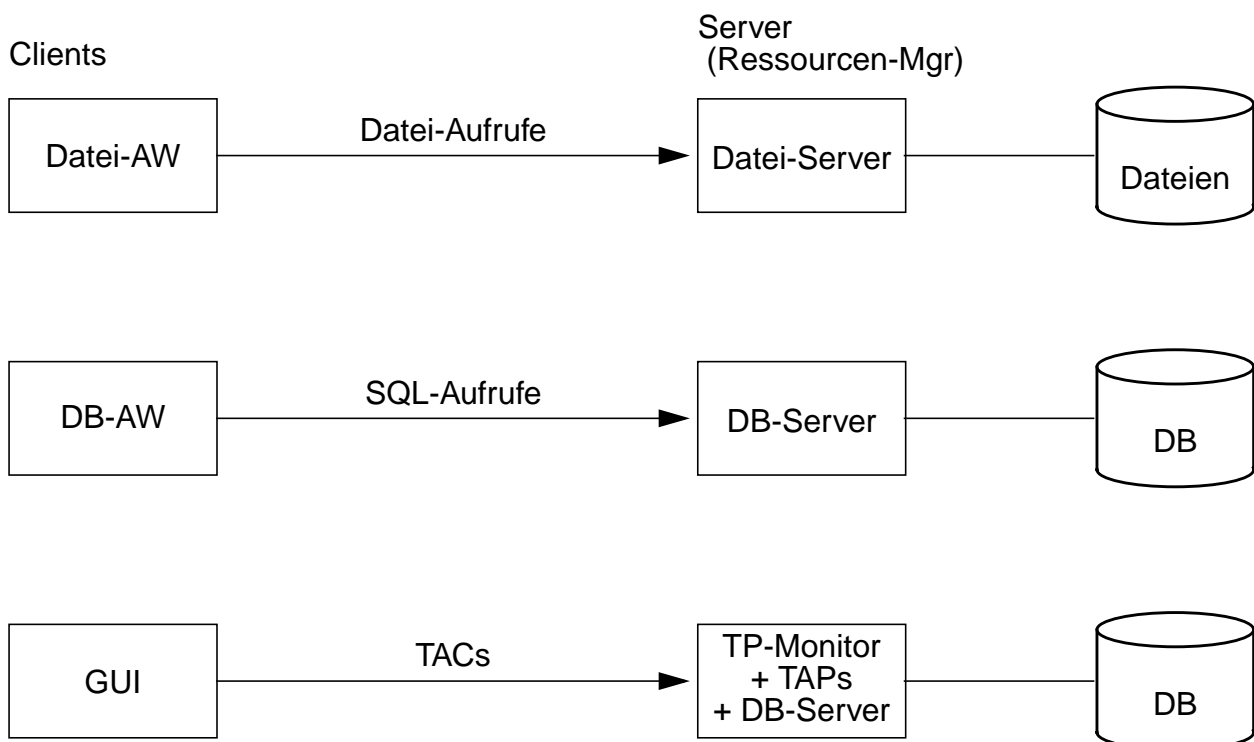 Clients
Server
(Ressourcen-Mgr)
Datei-AW
Datei-Aufrufe
Datei-Server
Dateien
DB-AW
SQL-Aufrufe
DB-Server
DB
GUI
TACs
TP-Monitor
+ TAPs
+ DB-Server
DB